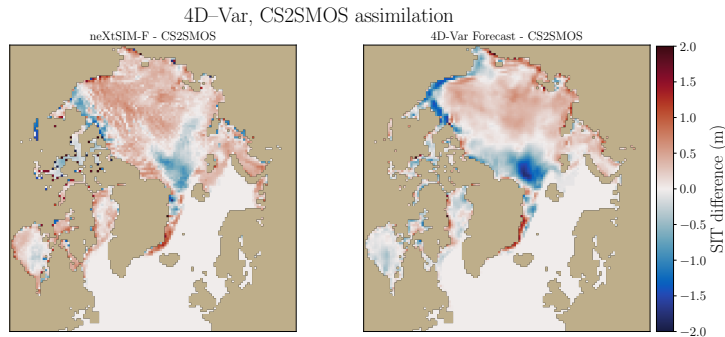 4D–Var, CS2SMOS assimilation
neXtSIM-F - CS2SMOS
4D-Var Forecast - CS2SMOS
2.0
1.5
1.0
0.5
0.0
−0.5
−1.0
−1.5
−2.0
SIT difference (m)